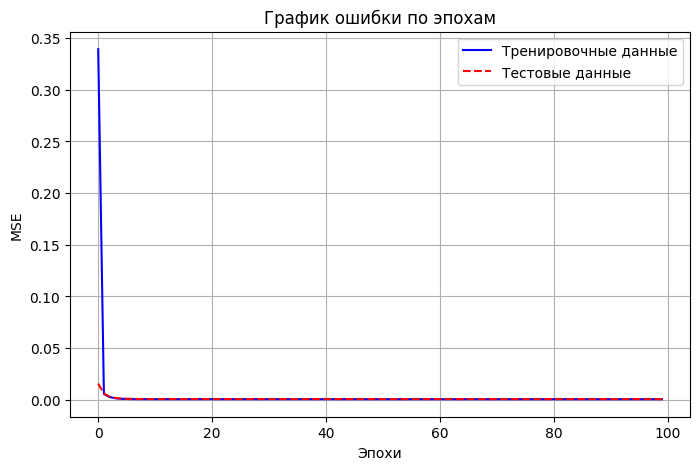 График ошибки по эпохам
0.35
0.30
0.25
0.20
0.15
0.10
0.05
0.00
MSE
Тренировочные данные
Тестовые данные
0
20
40
60
80
100
Эпохи